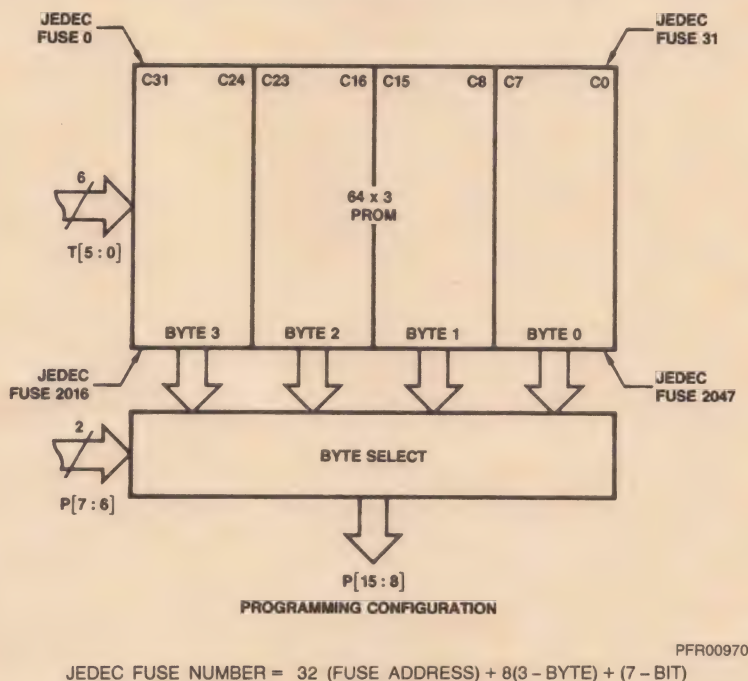 JEDEC
FUSE 0
JEDEC
FUSE 31
C31
C24
C23
C16
C15
C8
C7
C0
6
T[5 : 0]
64 x 3
PROM
BYTE 3
BYTE 2
BYTE 1
BYTE 0
JEDEC
FUSE 2016
JEDEC
FUSE 2047
2
P[7 : 6]
BYTE SELECT
P[15 : 8]
PROGRAMMING CONFIGURATION
PFR00970
JEDEC FUSE NUMBER = 32 (FUSE ADDRESS) + 8(3 – BYTE) + (7 – BIT)